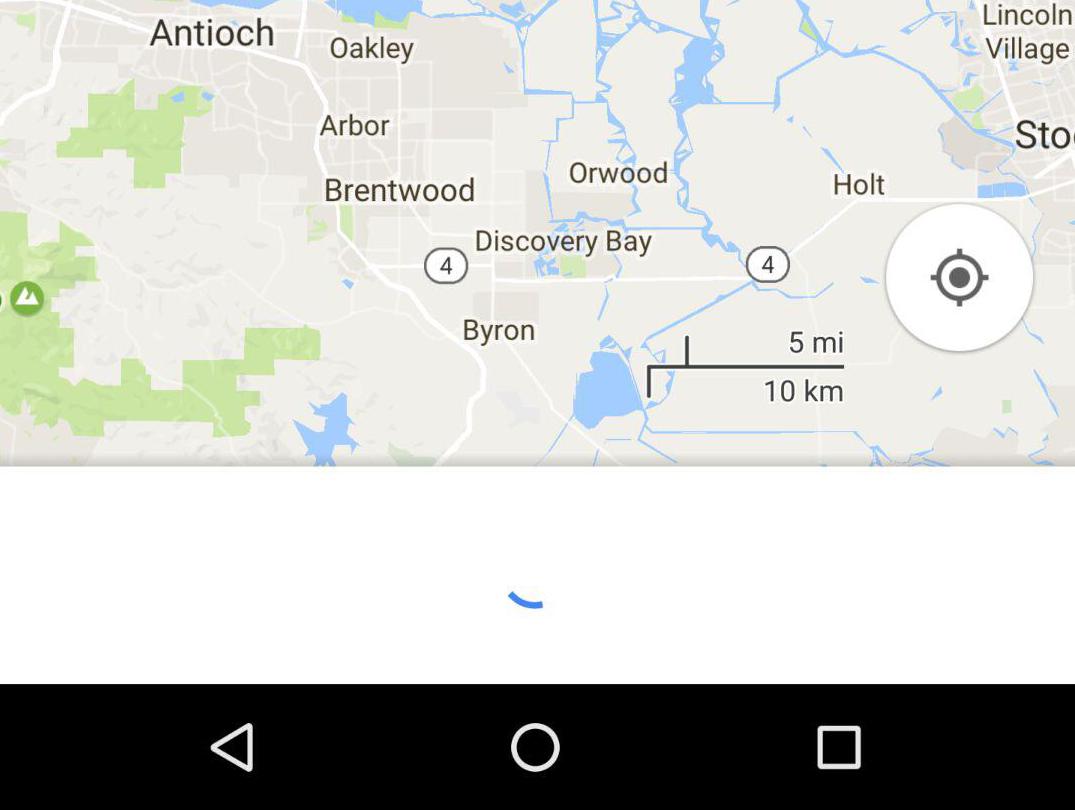 Antioch
Oakley
Lincoln
Village
Arbor
Sto
Orwood
Holt
Brentwood
Discovery Bay
4
4
Byron
5 mi
10 km